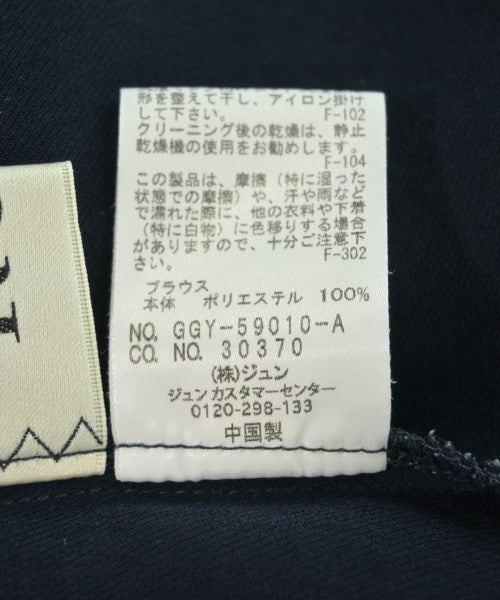 形を整えて干し、アイロン掛け
して下さい。 F-102
クリーニング後の乾燥は、静止
乾燥機の使用をお勧めします。
F-104
この製品は、摩擦（特に湿った
状態での摩擦）や、汗や雨など
で濡れた際に、他の衣料や下着
（特に白物）に色移りする場合
がありますので、十分ご注意下
さい。 F-302
ブラウス
本体 ポリエステル 100%
NO. GGY-59010-A
CO. NO. 30370
(株)ジュン
ジュン カスタマーセンター
0120-298-133
中国製